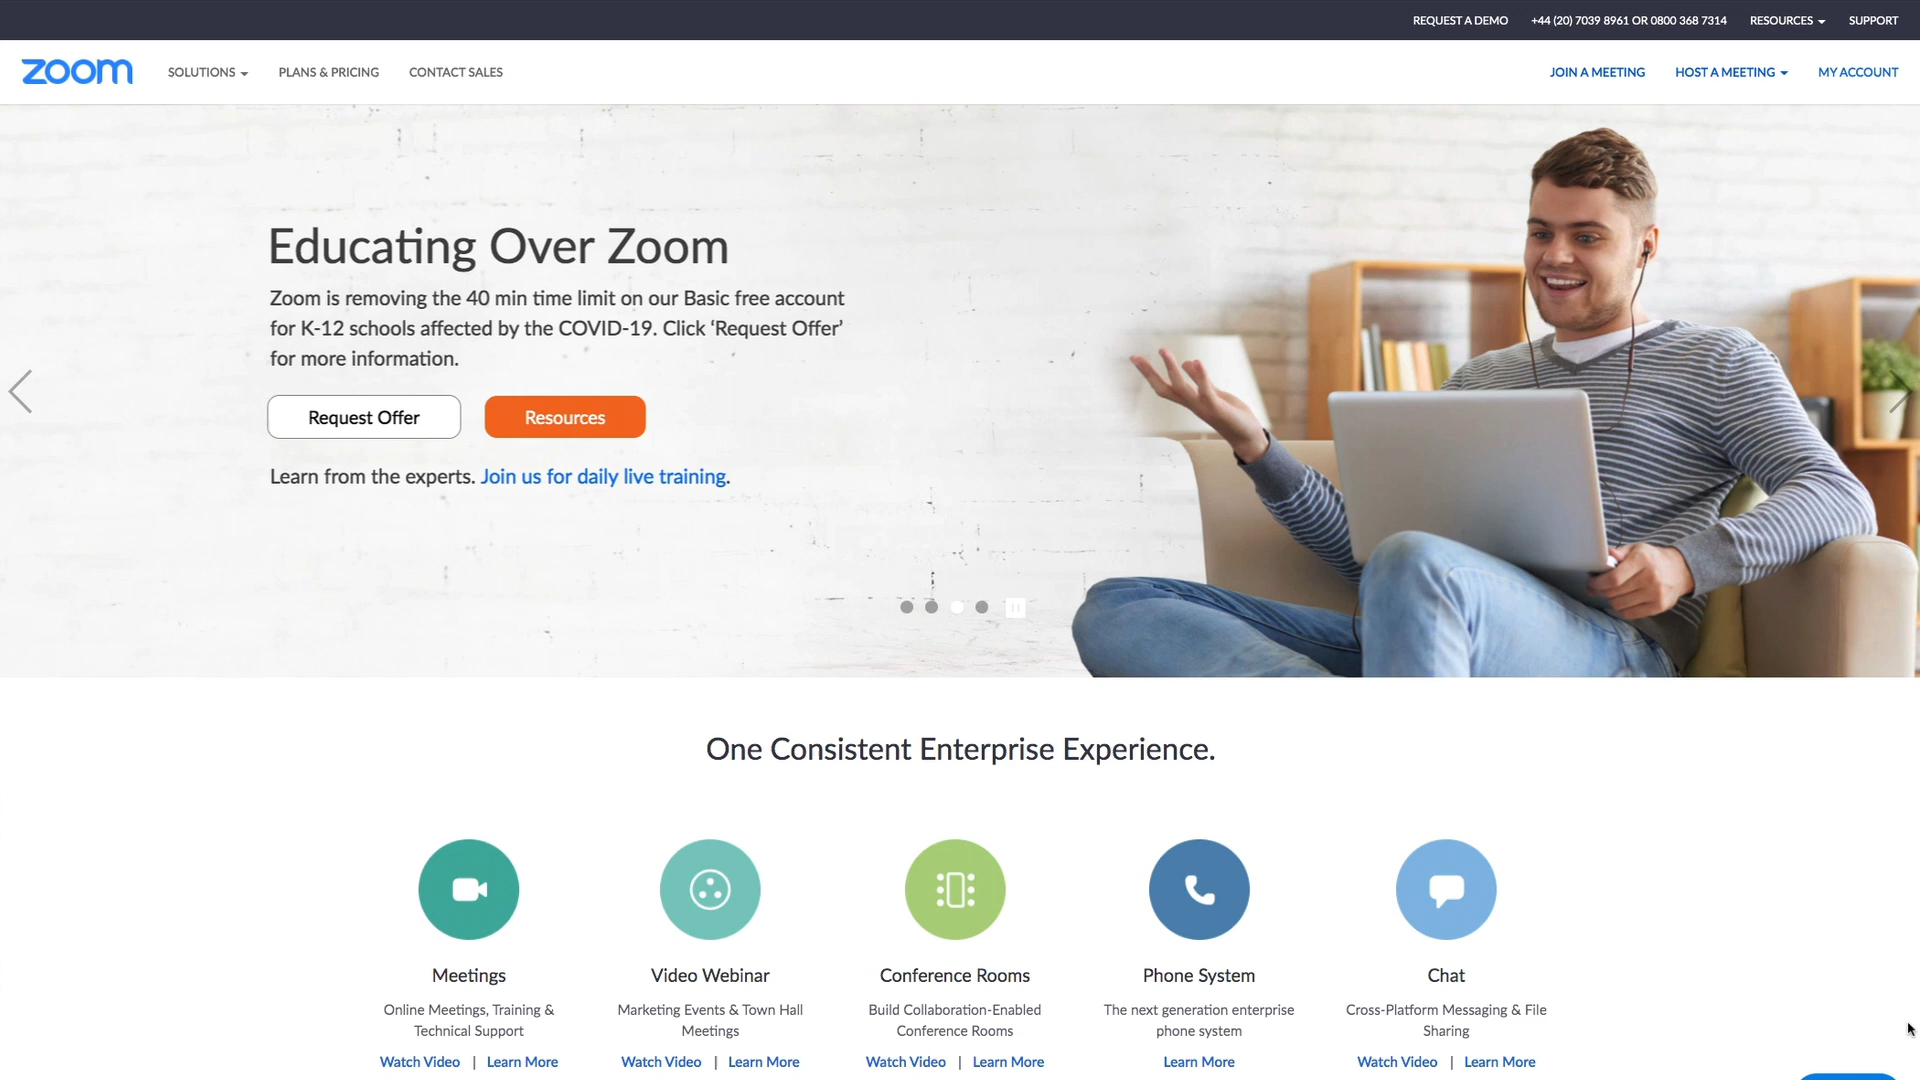 REQUEST A DEMO +44 (20) 7039 8961 OR 0800 368 7314 RESOURCES SUPPORT
zoom SOLUTIONS PLANS & PRICING CONTACT SALES JOIN A MEETING HOST A MEETING MY ACCOUNT
Educating Over Zoom
Zoom is removing the 40 min time limit on our Basic free account
for K-12 schools affected by the COVID-19. Click ‘Request Offer’
for more information.
Request Offer Resources
Learn from the experts. Join us for daily live training.
One Consistent Enterprise Experience.
Meetings Video Webinar Conference Rooms Phone System Chat
Online Meetings, Training & Marketing Events & Town Hall Build Collaboration-Enabled The next generation enterprise Cross-Platform Messaging & File
Technical Support Meetings Conference Rooms phone system Sharing
Watch Video | Learn More Watch Video | Learn More Watch Video | Learn More Learn More Watch Video | Learn More